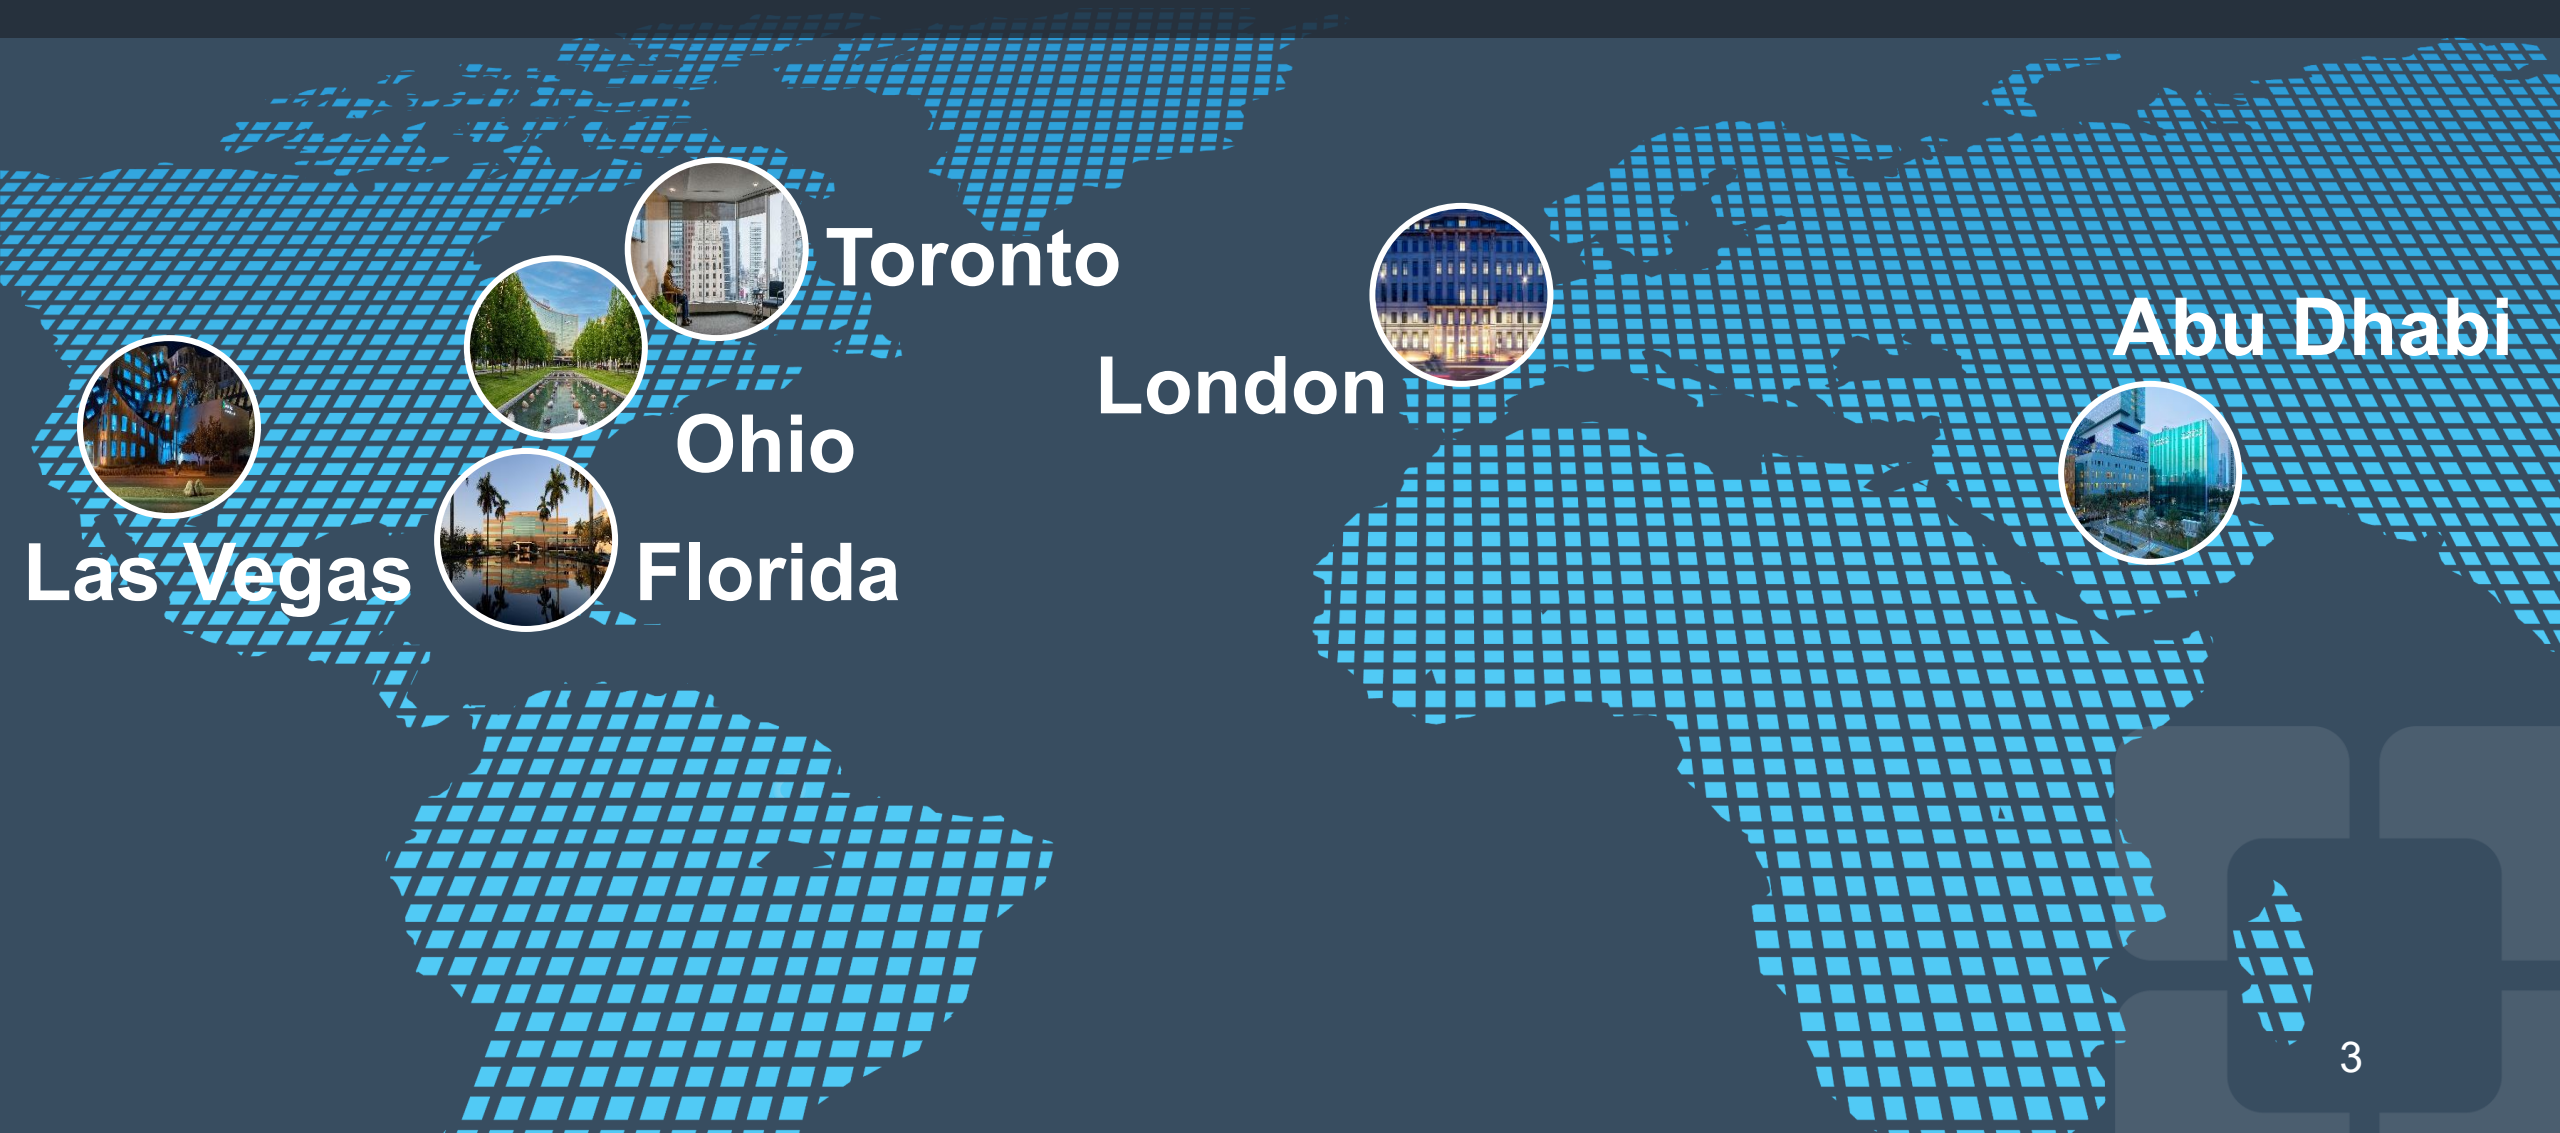 Toronto
Abu Dhabi
London
Ohio
Las Vegas
Florida
3